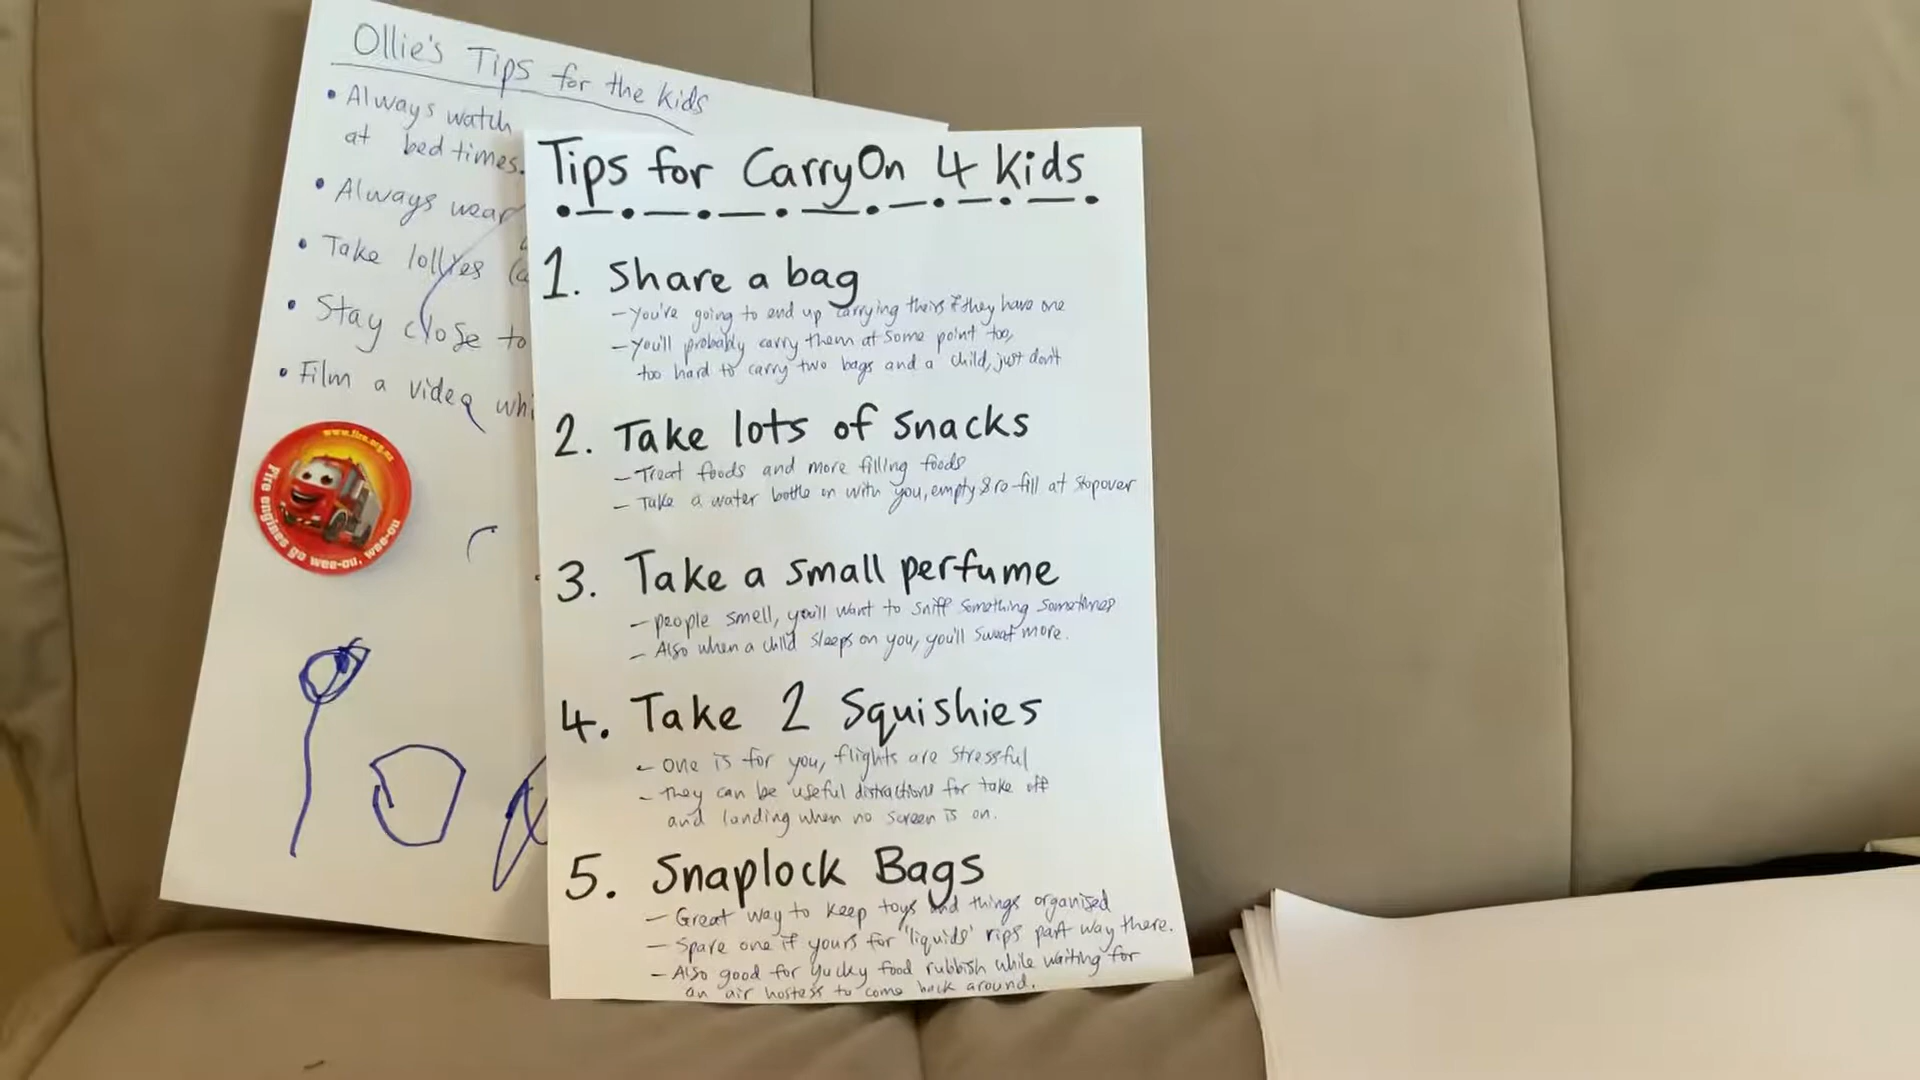 Ollie's Tips for the kids
• Always watch
at bed times.
• Always wear
• Take lollies
• Stay close to
• Film a video whi
www.fire.org.nz
Fire engines go wee-ou, wee-ou
Tips for CarryOn 4 Kids
1. Share a bag
- You're going to end up carrying theirs if they have one
- You'll probably carry them at some point too,
too hard to carry two bags and a child, just don't
2. Take lots of snacks
- Treat foods and more filling foods
- Take a water bottle on with you, empty & re-fill at stopover
3. Take a small perfume
- people smell, you'll want to sniff something sometimes
- Also when a child sleeps on you, you'll sweat more.
4. Take 2 Squishies
- One is for you, flights are stressful
- They can be useful distractions for take off
and landing when no screen is on.
5. Snaplock Bags
- Great way to keep toys and things organised
- Spare one if yours for 'liquids' rips part way there.
- Also good for yucky food rubbish while waiting for
an air hostess to come back around.